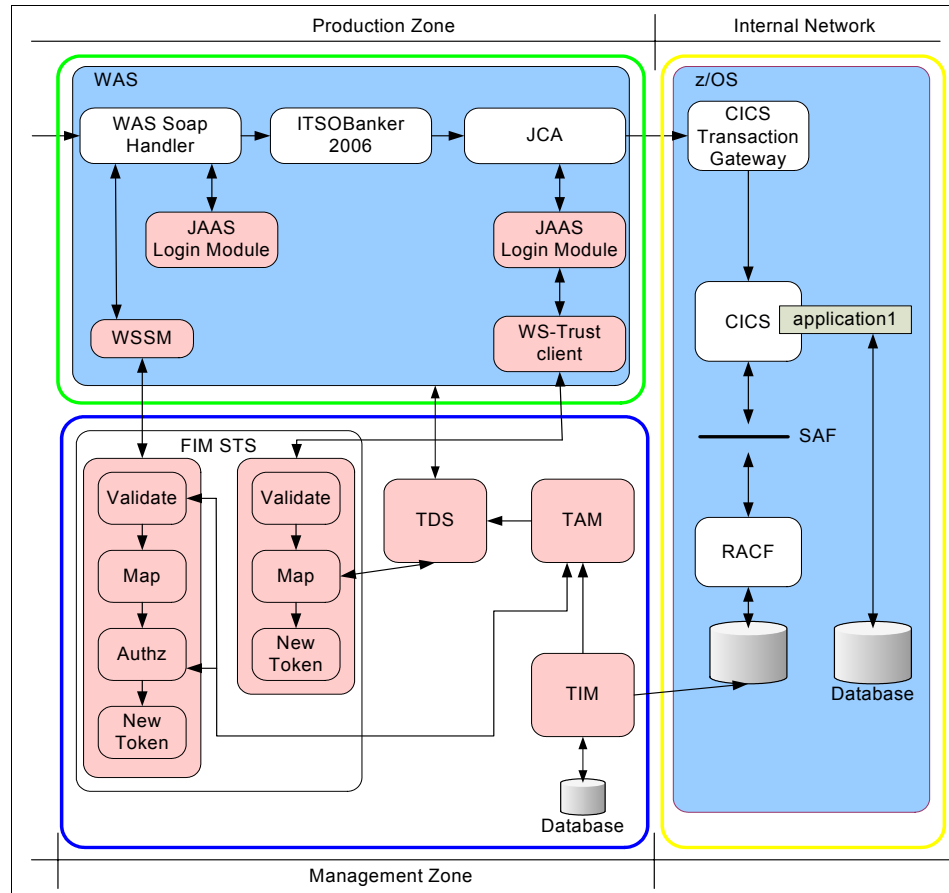 Production Zone
Internal Network
WAS
z/OS
WAS Soap
Handler
ITSOBanker
2006
JCA
CICS
Transaction
Gateway
JAAS
Login Module
JAAS
Login Module
WSSM
WS-Trust
client
CICS
application1
SAF
FIM STS
Validate
Map
Authz
New
Token
Validate
Map
New
Token
TDS
TAM
RACF
TIM
Database
Database
Management Zone